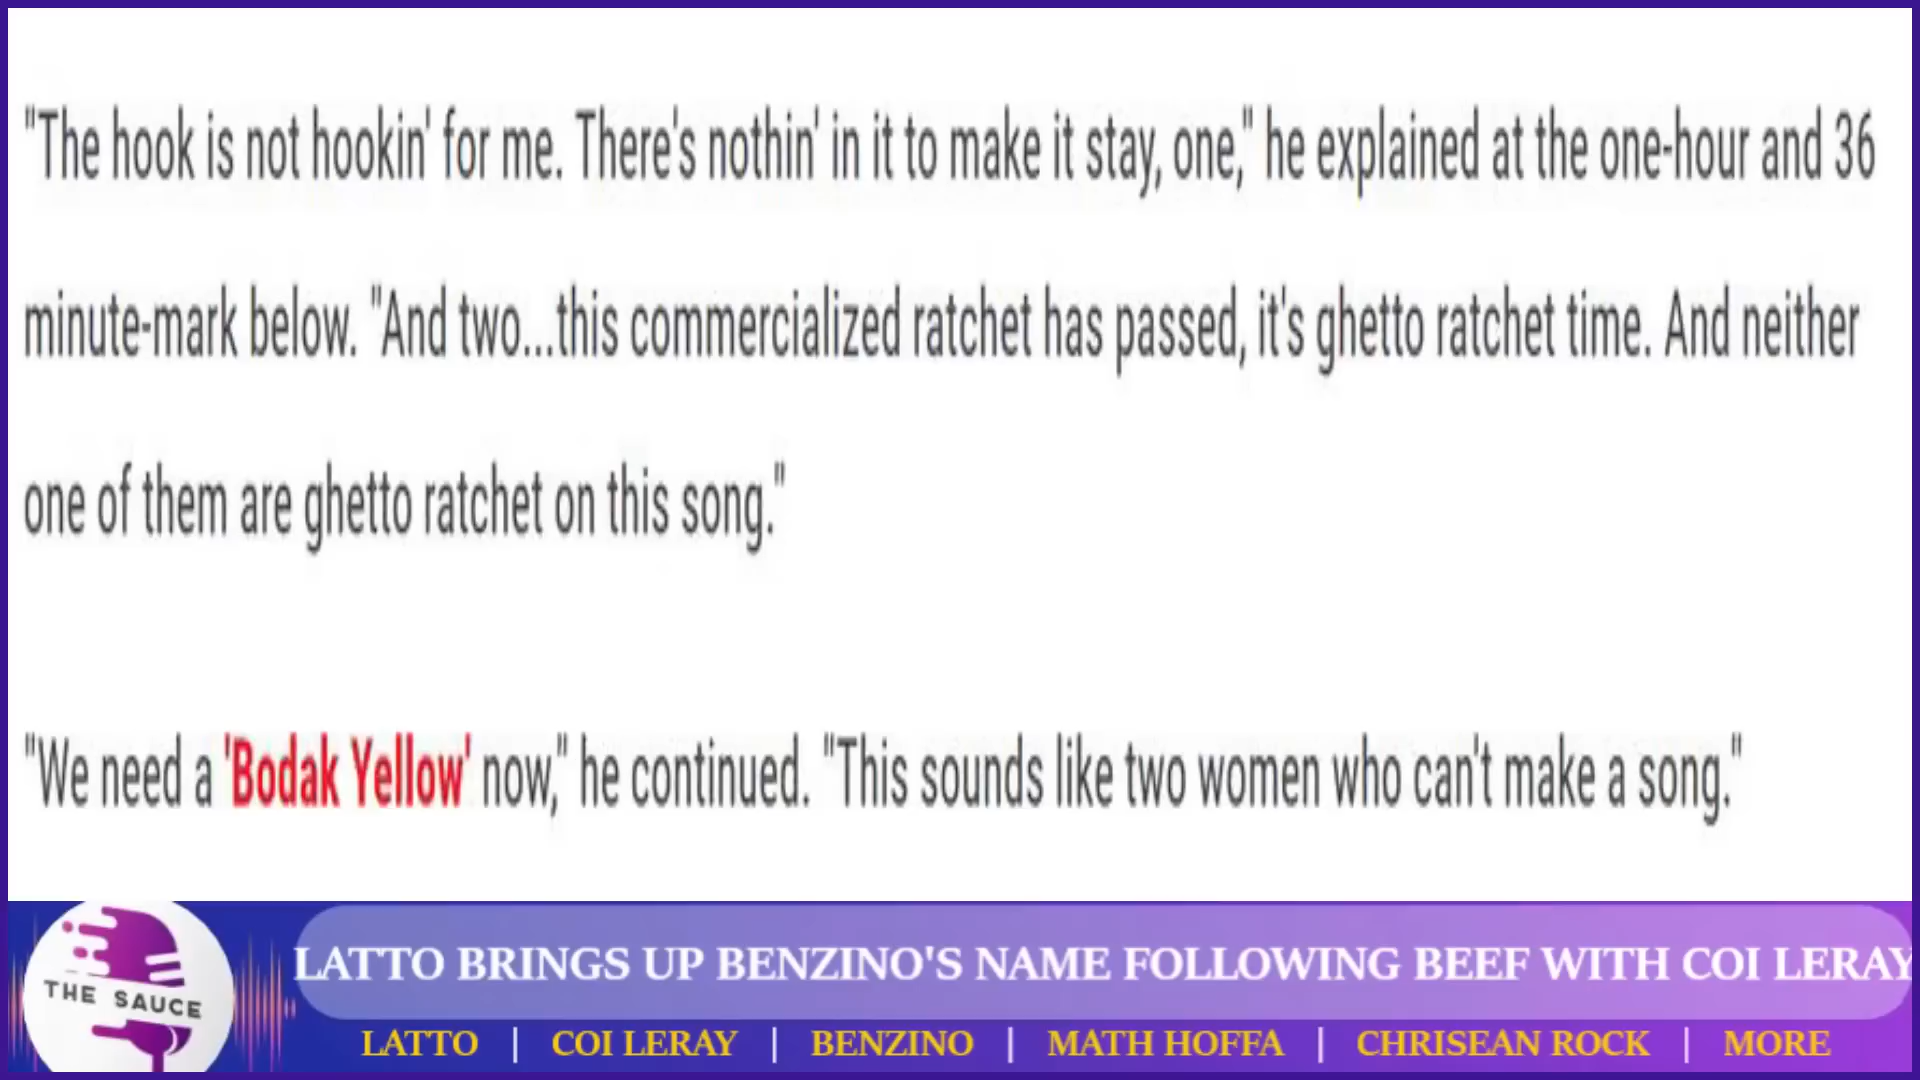 "The hook is not hookin' for me. There's nothin' in it to make it stay, one," he explained at the one-hour and 36
minute-mark below. "And two...this commercialized ratchet has passed, it's ghetto ratchet time. And neither
one of them are ghetto ratchet on this song."
"We need a 'Bodak Yellow' now," he continued. "This sounds like two women who can't make a song."
THE SAUCE
LATTO BRINGS UP BENZINO'S NAME FOLLOWING BEEF WITH COI LERAY
LATTO | COI LERAY | BENZINO | MATH HOFFA | CHRISEAN ROCK | MORE